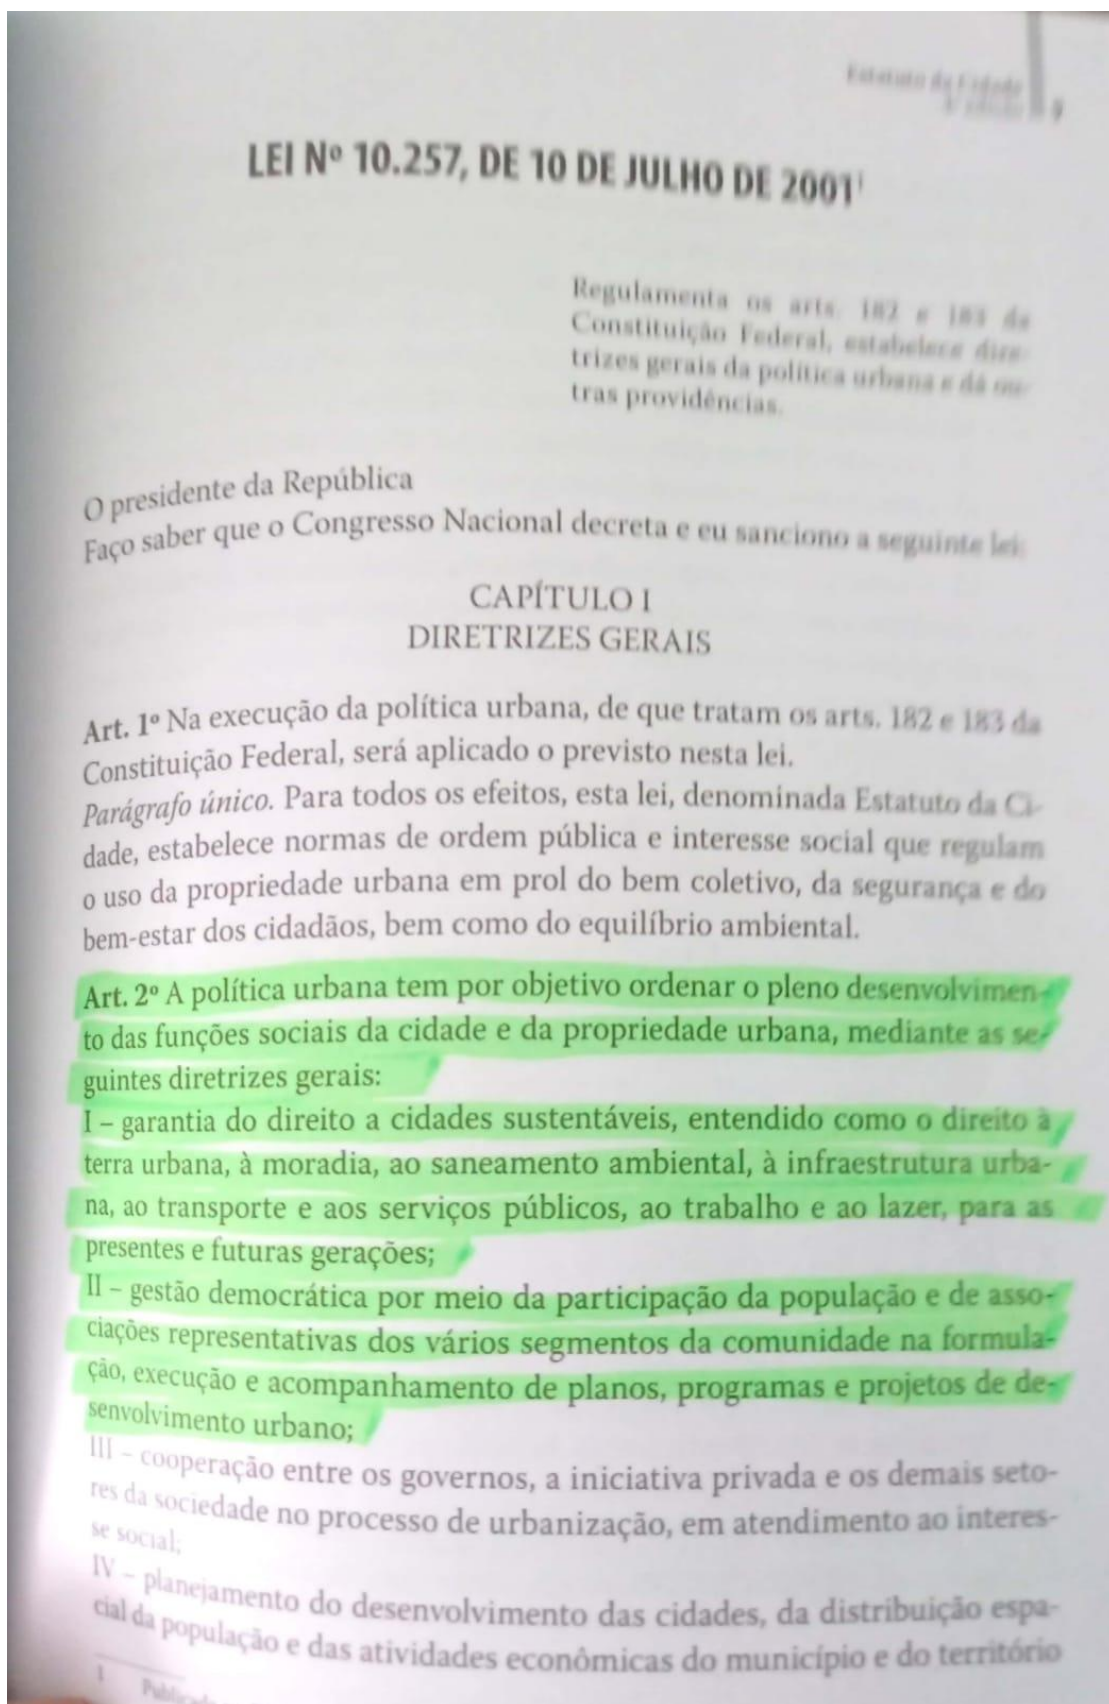 Estatuto da Cidade
9
LEI Nº 10.257, DE 10 DE JULHO DE 2001¹
Regulamenta os arts. 182 e 183 da
Constituição Federal, estabelece dire-
trizes gerais da política urbana e dá ou-
tras providências.
O presidente da República
Faço saber que o Congresso Nacional decreta e eu sanciono a seguinte lei:
CAPÍTULO I
DIRETRIZES GERAIS
Art. 1º Na execução da política urbana, de que tratam os arts. 182 e 183 da
Constituição Federal, será aplicado o previsto nesta lei.
Parágrafo único. Para todos os efeitos, esta lei, denominada Estatuto da Ci-
dade, estabelece normas de ordem pública e interesse social que regulam
o uso da propriedade urbana em prol do bem coletivo, da segurança e do
bem-estar dos cidadãos, bem como do equilíbrio ambiental.
Art. 2º A política urbana tem por objetivo ordenar o pleno desenvolvimen-
to das funções sociais da cidade e da propriedade urbana, mediante as se-
guintes diretrizes gerais:
I – garantia do direito a cidades sustentáveis, entendido como o direito à
terra urbana, à moradia, ao saneamento ambiental, à infraestrutura urba-
na, ao transporte e aos serviços públicos, ao trabalho e ao lazer, para as
presentes e futuras gerações;
II – gestão democrática por meio da participação da população e de asso-
ciações representativas dos vários segmentos da comunidade na formula-
ção, execução e acompanhamento de planos, programas e projetos de de-
senvolvimento urbano;
III – cooperação entre os governos, a iniciativa privada e os demais seto-
res da sociedade no processo de urbanização, em atendimento ao interes-
se social;
IV – planejamento do desenvolvimento das cidades, da distribuição espa-
cial da população e das atividades econômicas do município e do território
1